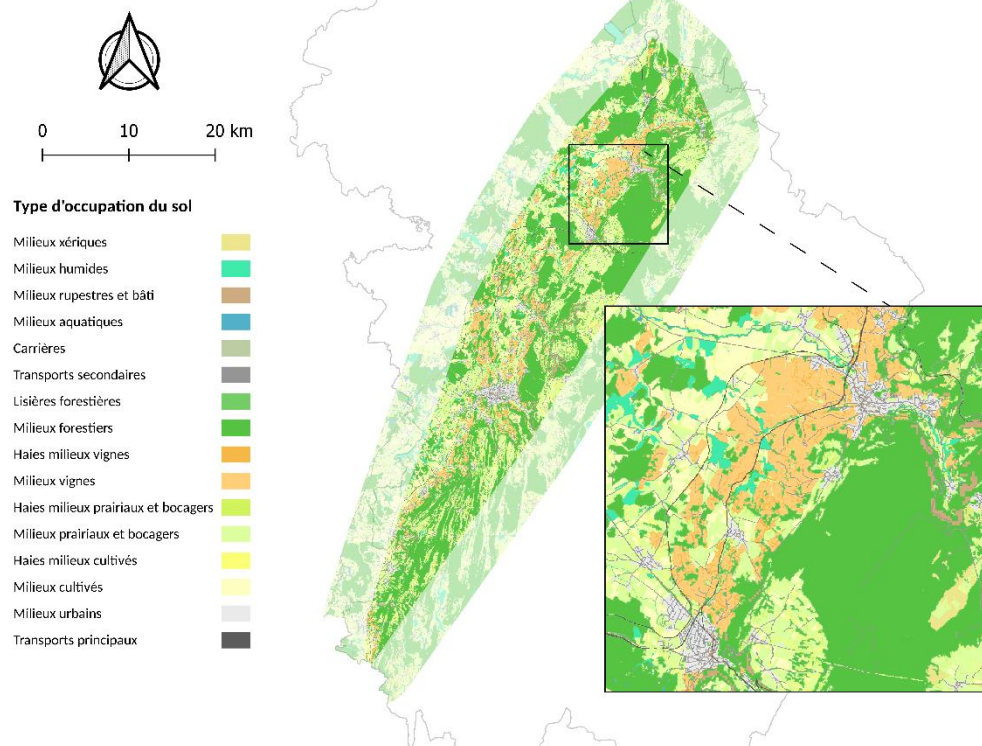 0 10 20 km
Type d'occupation du sol
Milieux xériques
Milieux humides
Milieux rupestres et bâti
Milieux aquatiques
Carrières
Transports secondaires
Lisières forestières
Milieux forestiers
Haies milieux vignes
Milieux vignes
Haies milieux prairiaux et bocagers
Milieux prairiaux et bocagers
Haies milieux cultivés
Milieux cultivés
Milieux urbains
Transports principaux